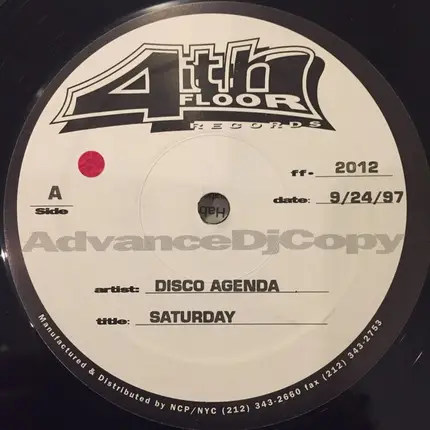 4th
FLOOR
RECORDS
ff- 2012
A
Side
date: 9/24/97
AdvanceDjCopy
artist: DISCO AGENDA
title: SATURDAY
Manufactured & Distributed by NCP/NYC (212) 343-2660 fax (212) 343-2753